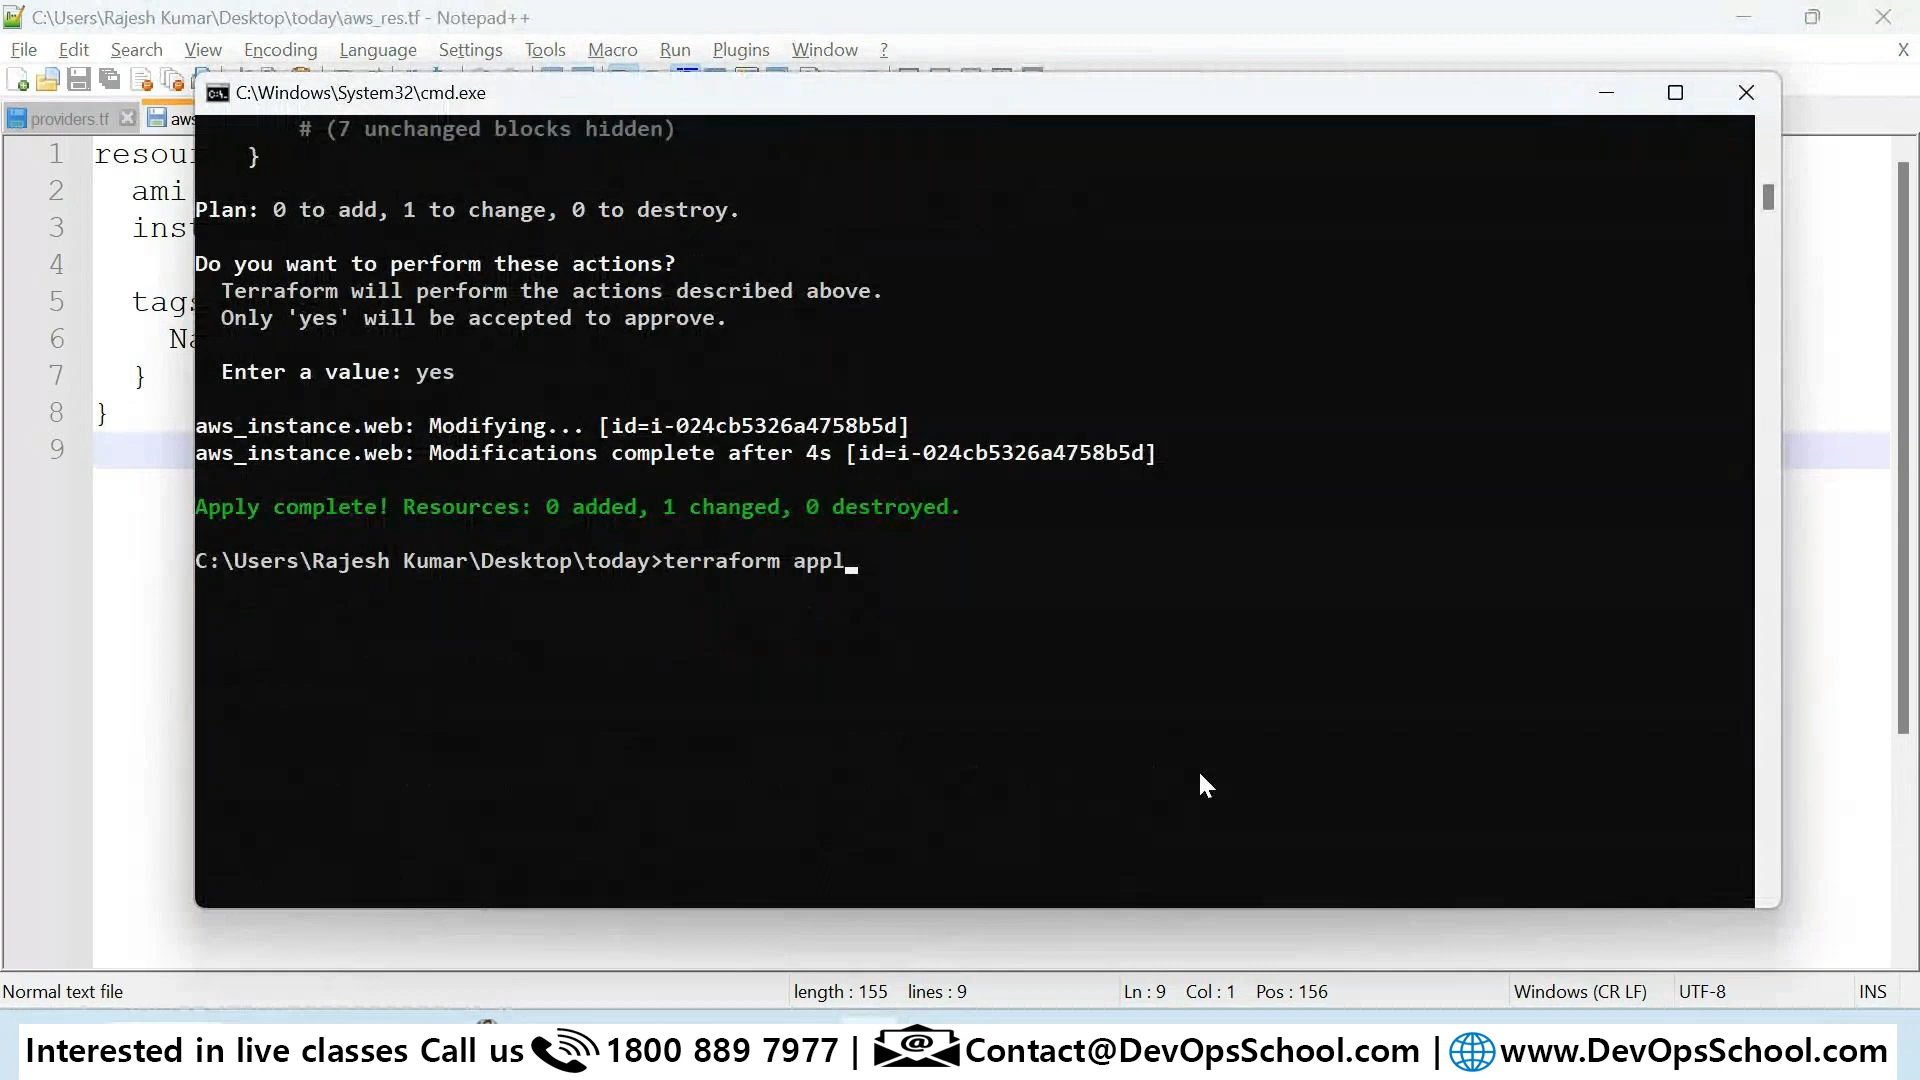 C:\Users\Rajesh Kumar\Desktop\today\aws_res.tf - Notepad++
File Edit Search View Encoding Language Settings Tools Macro Run Plugins Window ? X
C:\Windows\System32\cmd.exe
providers.tf aws
1 resour
2 ami
3 inst
4
5 tags
6 Na
7 }
8 }
9
# (7 unchanged blocks hidden)
}
Plan: 0 to add, 1 to change, 0 to destroy.
Do you want to perform these actions?
Terraform will perform the actions described above.
Only 'yes' will be accepted to approve.
Enter a value: yes
aws_instance.web: Modifying... [id=i-024cb5326a4758b5d]
aws_instance.web: Modifications complete after 4s [id=i-024cb5326a4758b5d]
Apply complete! Resources: 0 added, 1 changed, 0 destroyed.
C:\Users\Rajesh Kumar\Desktop\today>terraform appl_
Normal text file length : 155 lines : 9 Ln : 9 Col : 1 Pos : 156 Windows (CR LF) UTF-8 INS
Interested in live classes Call us 1800 889 7977 | Contact@DevOpsSchool.com | www.DevOpsSchool.com